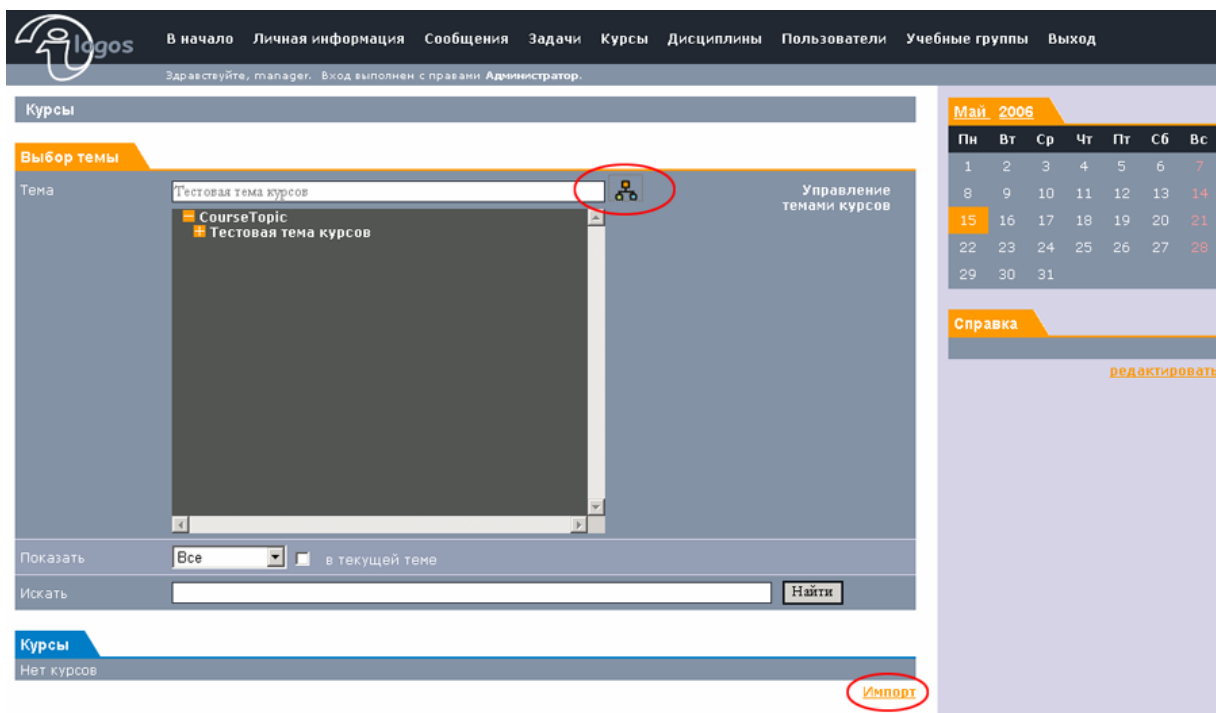 ilogos
В начало Личная информация Сообщения Задачи Курсы Дисциплины Пользователи Учебные группы Выход
Здравствуйте, manager. Вход выполнен с правами Администратор.
Курсы
Выбор темы
Тема
Тестовая тема курсов
Управление
темами курсов
CourseTopic
Тестовая тема курсов
Показать
Все
в текущей теме
Искать
Найти
Курсы
Нет курсов
Импорт
Май 2006
Пн Вт Ср Чт Пт Сб Вс
1 2 3 4 5 6 7
8 9 10 11 12 13 14
15 16 17 18 19 20 21
22 23 24 25 26 27 28
29 30 31
Справка
редактировать